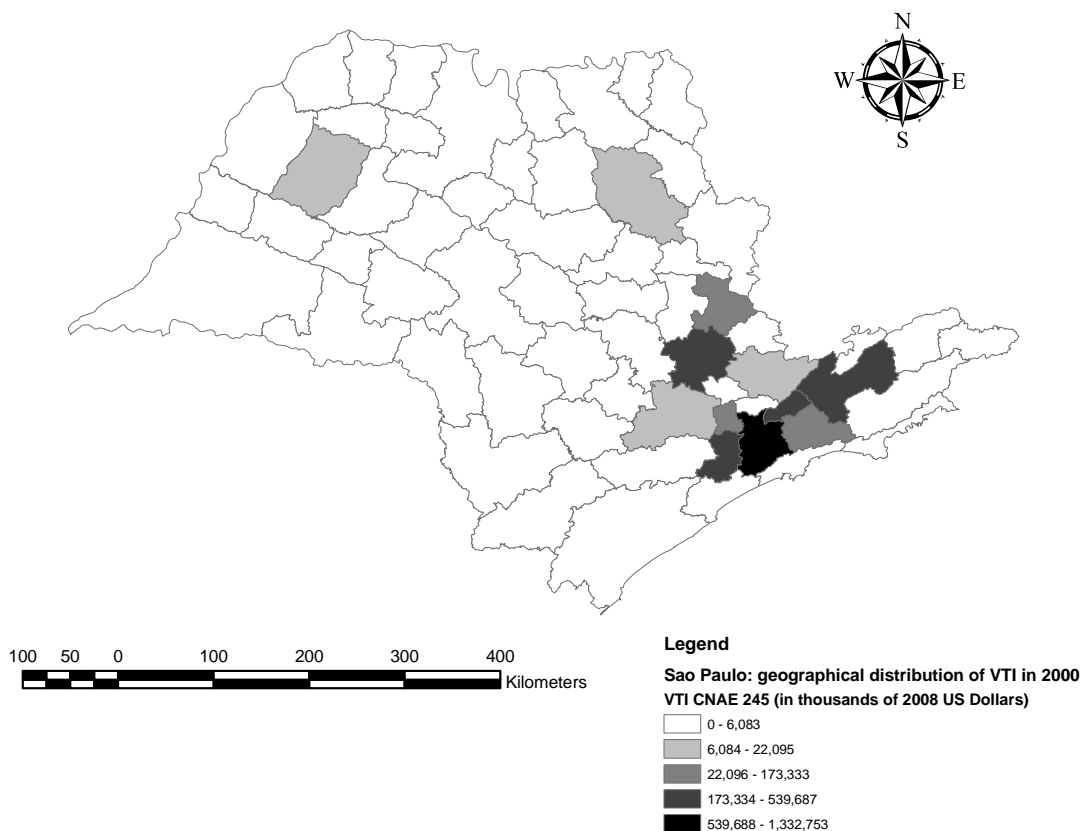 N
W E
S
100 50 0 100 200 300 400
Kilometers
Legend
Sao Paulo: geographical distribution of VTI in 2000
VTI CNAE 245 (in thousands of 2008 US Dollars)
0 - 6,083
6,084 - 22,095
22,096 - 173,333
173,334 - 539,687
539,688 - 1,332,753